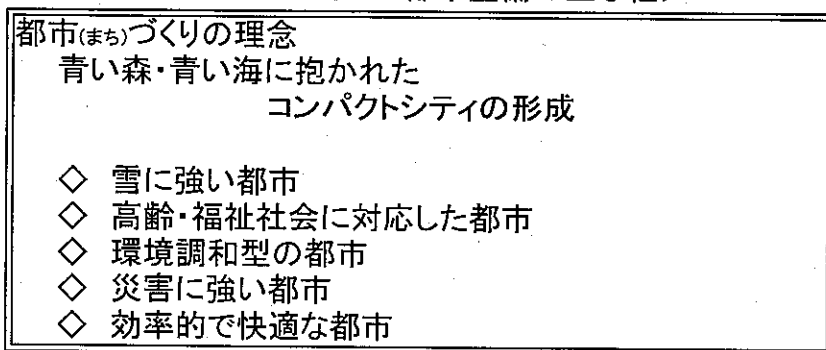 都市(まち)づくりの理念
青い森・青い海に抱かれた
コンパクトシティの形成
◇ 雪に強い都市
◇ 高齢・福祉社会に対応した都市
◇ 環境調和型の都市
◇ 災害に強い都市
◇ 効率的で快適な都市